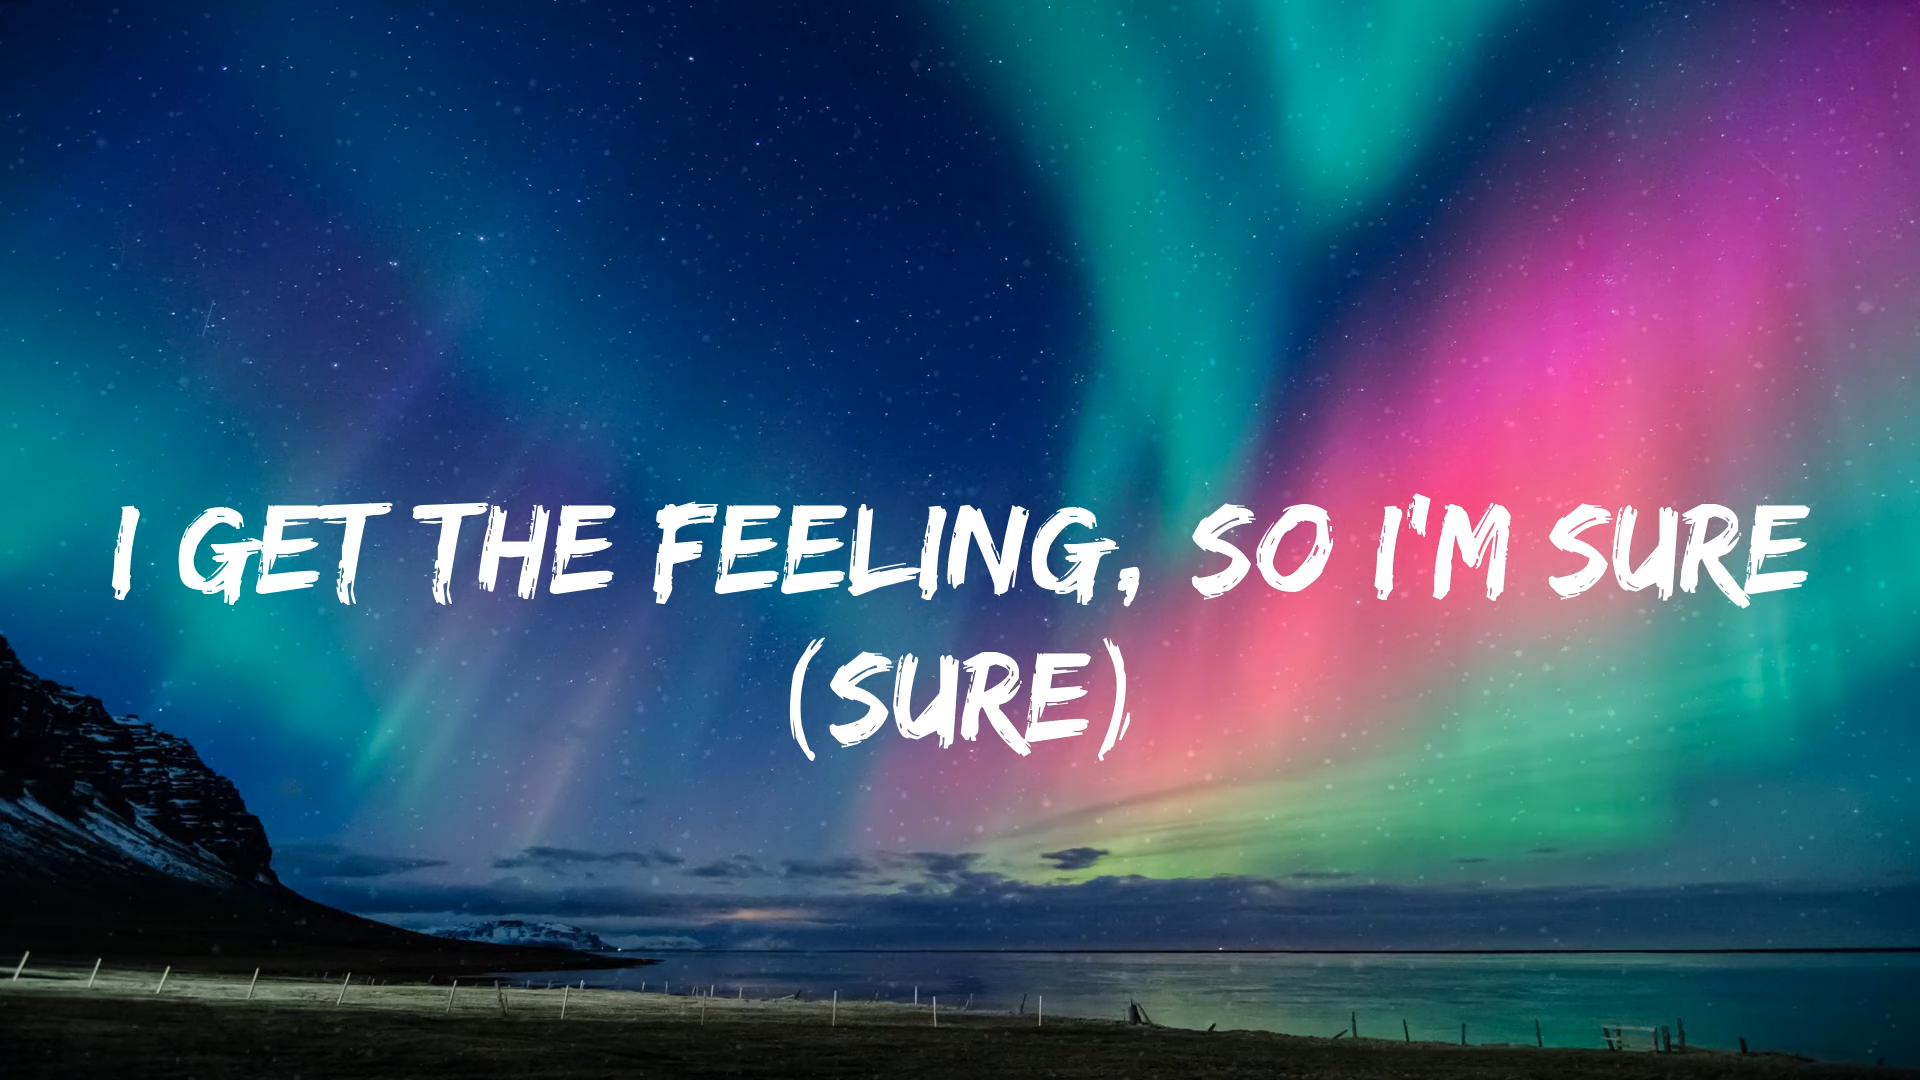 I GET THE FEELING, SO I'M SURE
(SURE)